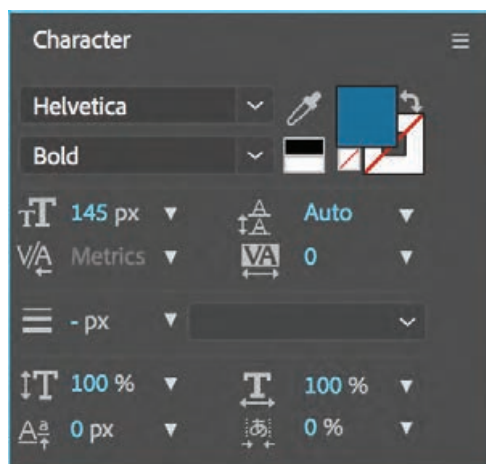 Character
Helvetica
Bold
145 px Auto
Metrics 0
- px
100 % 100 %
0 px 0 %